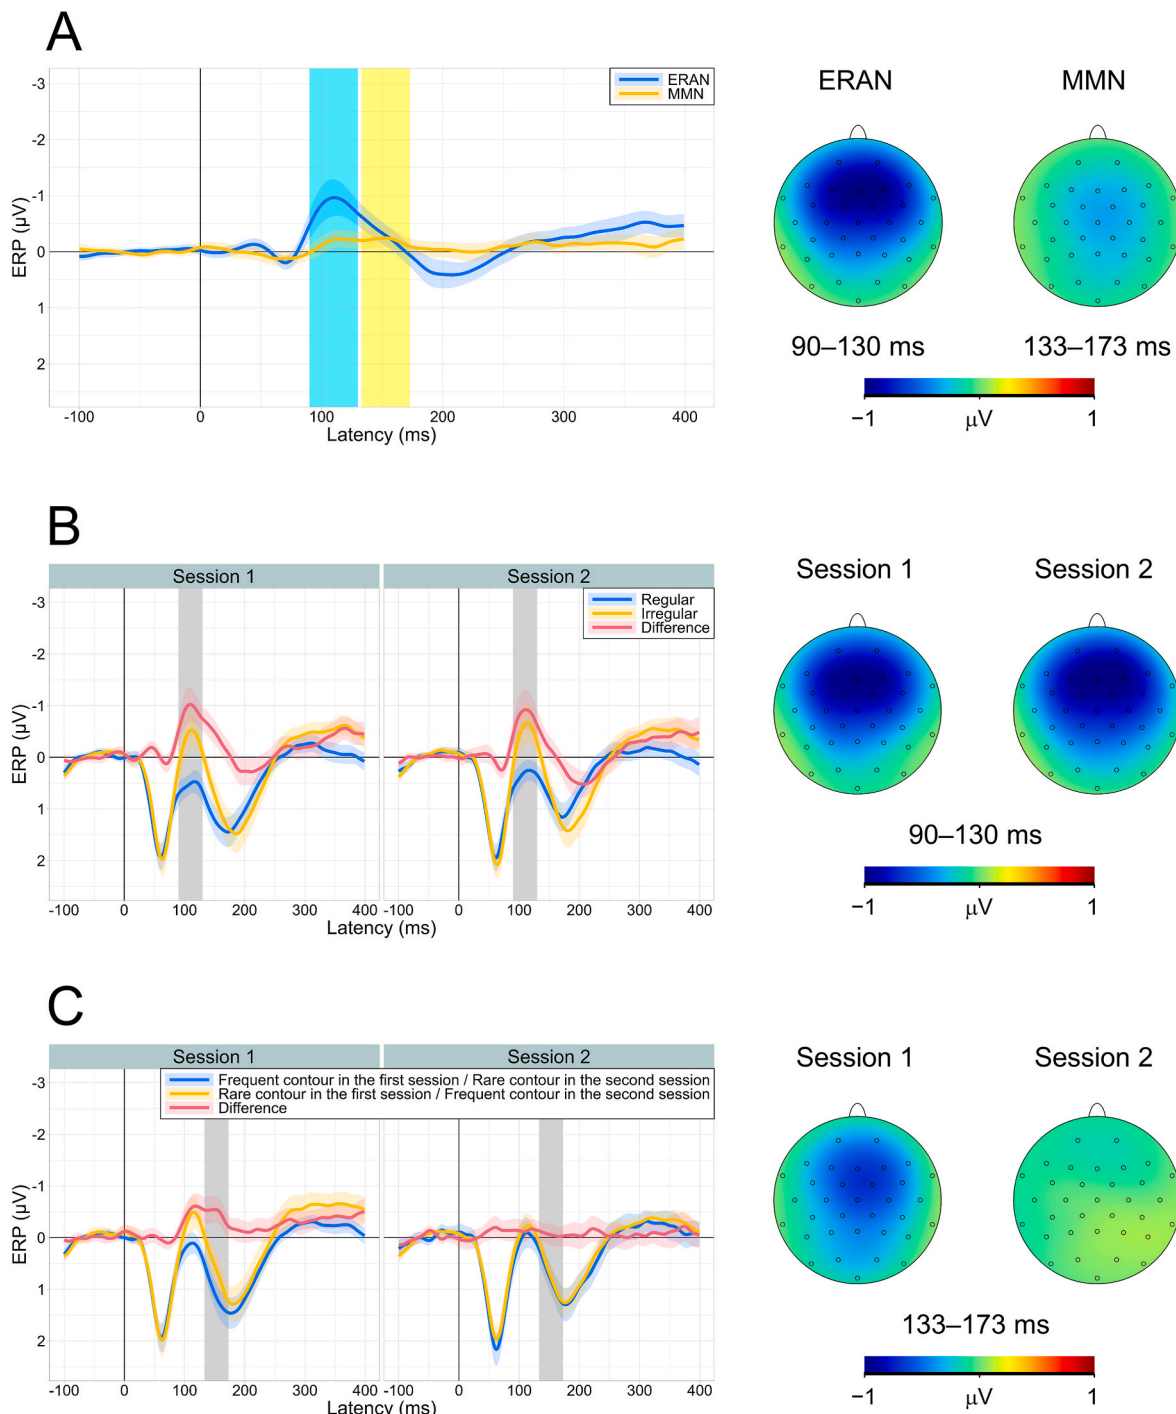 A
ERAN
MMN
ERP (µV)
-3
-2
-1
0
1
2
-100
0
100
200
300
400
Latency (ms)
ERAN
MMN
90–130 ms
133–173 ms
−1
µV
1
B
Session 1
Session 2
Regular
Irregular
Difference
ERP (µV)
-3
-2
-1
0
1
2
-100
0
100
200
300
400
-100
0
100
200
300
400
Latency (ms)
Session 1
Session 2
90–130 ms
−1
µV
1
C
Session 1
Session 2
Frequent contour in the first session / Rare contour in the second session
Rare contour in the first session / Frequent contour in the second session
Difference
ERP (µV)
-3
-2
-1
0
1
2
-100
0
100
200
300
400
-100
0
100
200
300
400
Latency (ms)
Session 1
Session 2
133–173 ms
−1
µV
1